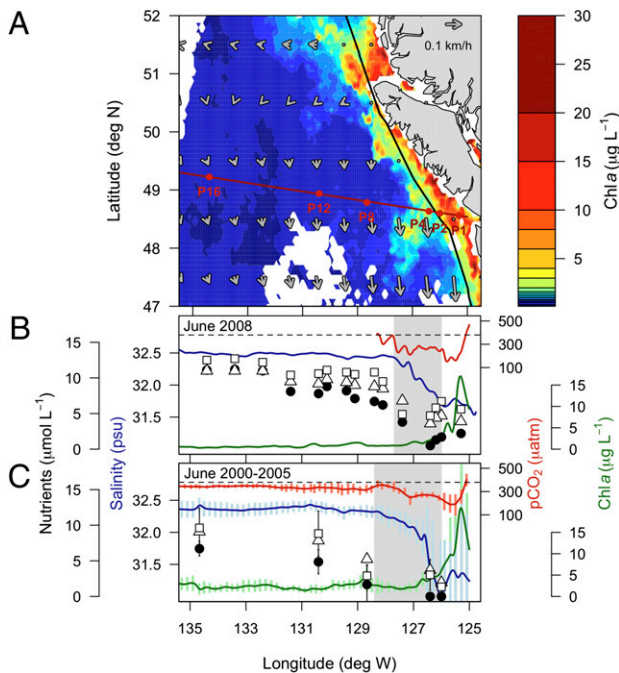 A
52
51
50
49
48
47
Latitude (deg N)
0.1 km/h
P16
P12
P8
P4
P2
P1
30
25
20
15
10
5
Chl a (µg L⁻¹)
B
June 2008
15
10
5
0
Nutrients (µmol L⁻¹)
32.5
32.0
31.5
31.0
Salinity (psu)
500
300
100
pCO₂ (µatm)
15
10
5
0
Chl a (µg L⁻¹)
C
June 2000-2005
15
10
5
0
32.5
32.0
31.5
500
300
100
15
10
5
0
135
133
131
129
127
125
Longitude (deg W)